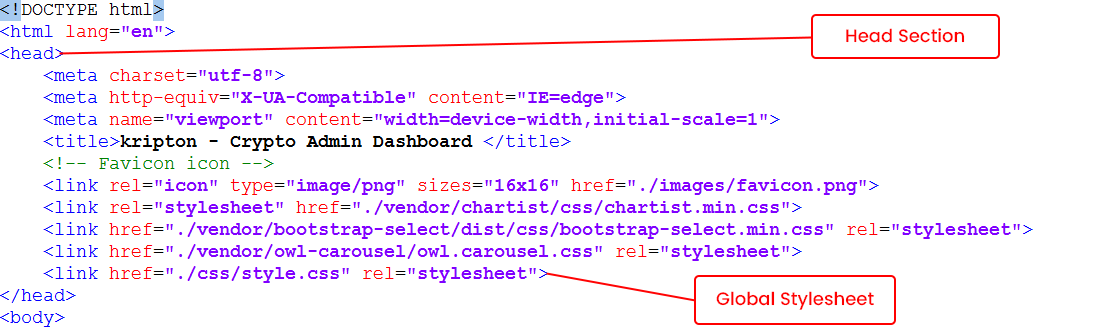 <!DOCTYPE html>
<html lang="en">
<head>
Head Section
<meta charset="utf-8">
<meta http-equiv="X-UA-Compatible" content="IE=edge">
<meta name="viewport" content="width=device-width,initial-scale=1">
<title>kripton - Crypto Admin Dashboard </title>
<!-- Favicon icon -->
<link rel="icon" type="image/png" sizes="16x16" href="./images/favicon.png">
<link rel="stylesheet" href="./vendor/chartist/css/chartist.min.css">
<link href="./vendor/bootstrap-select/dist/css/bootstrap-select.min.css" rel="stylesheet">
<link href="./vendor/owl-carousel/owl.carousel.css" rel="stylesheet">
<link href="./css/style.css" rel="stylesheet">
Global Stylesheet
</head>
<body>